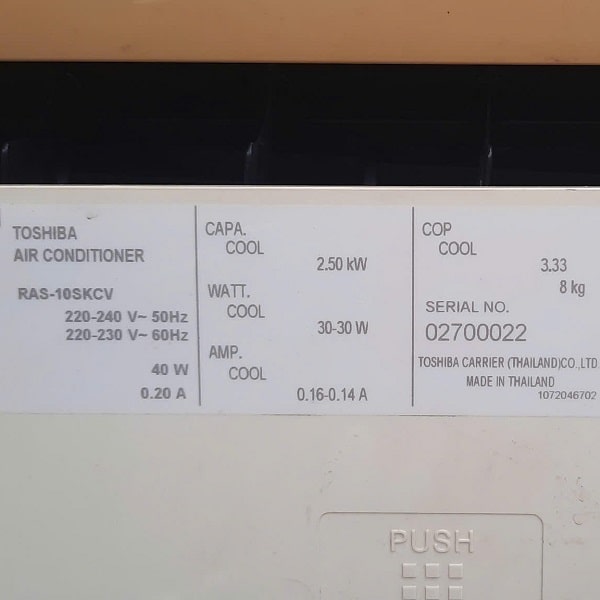 TOSHIBA
AIR CONDITIONER
RAS-10SKCV
220-240 V~ 50Hz
220-230 V~ 60Hz
40 W
0.20 A
CAPA.
COOL
2.50 kW
WATT.
COOL
30-30 W
AMP.
COOL
0.16-0.14 A
COP
COOL
3.33
8 kg
SERIAL NO.
02700022
TOSHIBA CARRIER (THAILAND)CO.,LTD.
MADE IN THAILAND
1072046702
PUSH